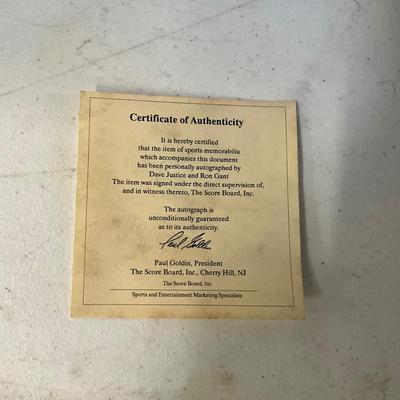 Certificate of Authenticity
It is hereby certified
that the item of sports memorabilia
which accompanies this document
has been personally autographed by
Dave Justice and Ron Gant
The item was signed under the direct supervision of,
and in witness thereto, The Score Board, Inc.
The autograph is
unconditionally guaranteed
as to its authenticity.
Paul Goldin
Paul Goldin, President
The Score Board, Inc., Cherry Hill, NJ
The Score Board, Inc
Sports and Entertainment Marketing Specialists